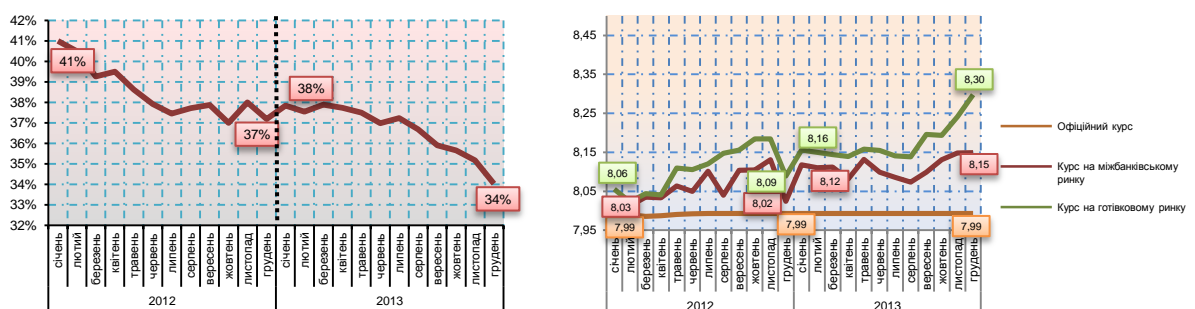 42%
41%
40%
39%
38%
37%
36%
35%
34%
33%
32%
41%
37%
38%
34%
січень
лютий
березень
квітень
травень
червень
липень
серпень
вересень
жовтень
листопад
грудень
січень
лютий
березень
квітень
травень
червень
липень
серпень
вересень
жовтень
листопад
грудень
2012
2013
8,45
8,35
8,25
8,15
8,05
7,95
8,06
8,03
7,99
8,09
8,02
7,99
8,16
8,12
8,30
8,15
7,99
січень
лютий
березень
квітень
травень
червень
липень
серпень
вересень
жовтень
листопад
грудень
січень
лютий
березень
квітень
травень
червень
липень
серпень
вересень
жовтень
листопад
грудень
2012
2013
Офіційний курс
Курс на міжбанківському
ринку
Курс на готівковому ринку